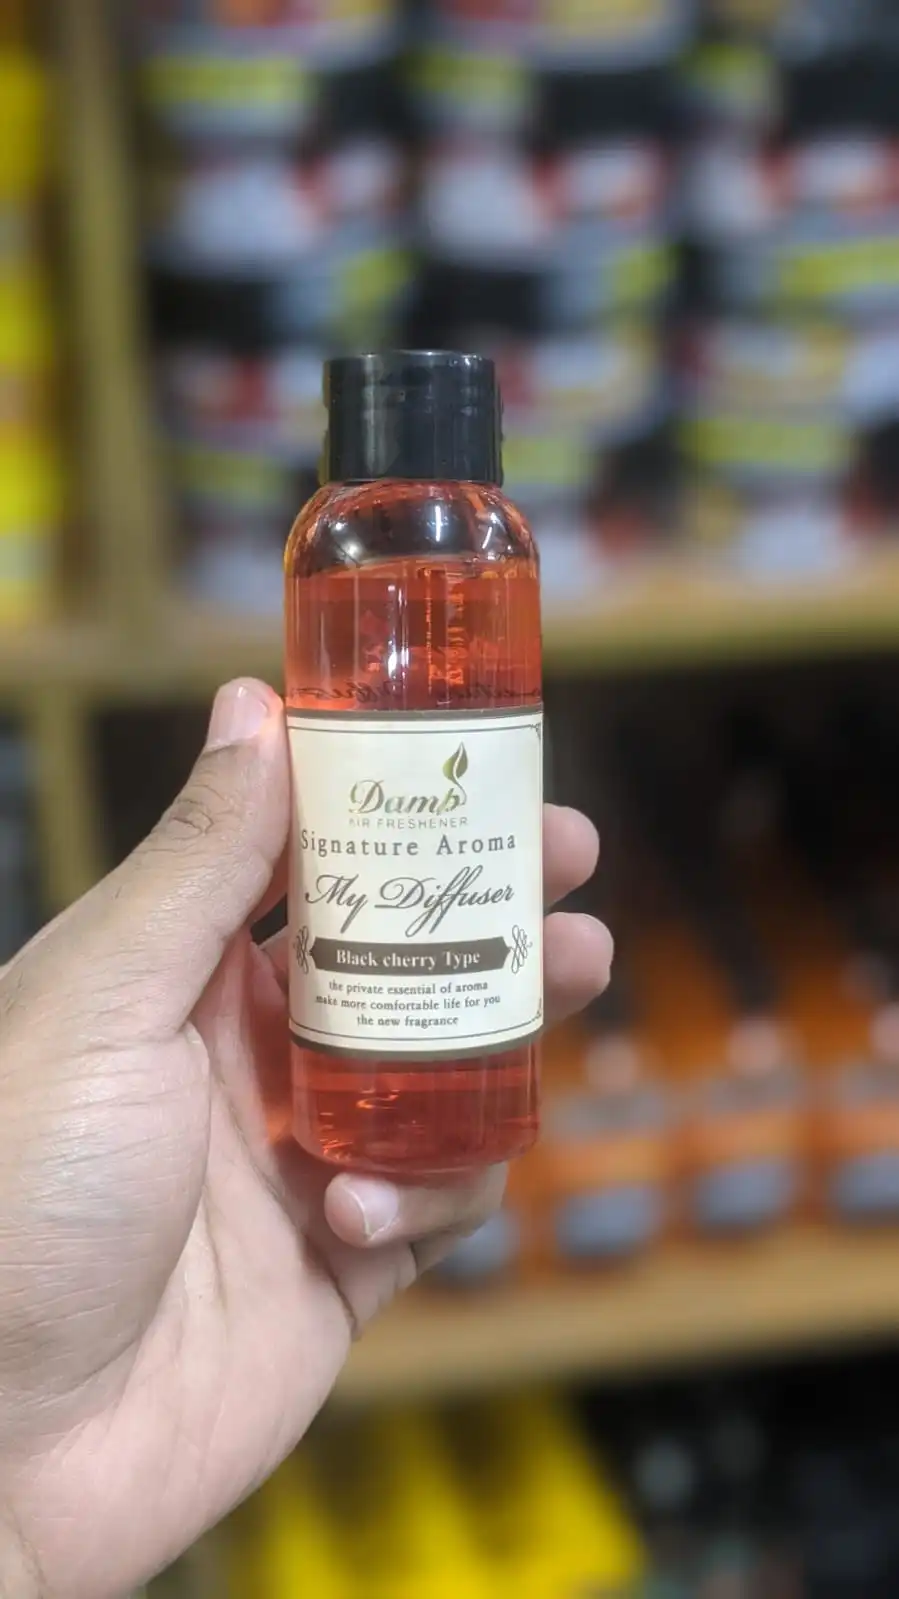 Damp
AIR FRESHENER
Signature Aroma
My Diffuser
Black cherry Type
the private essential of aroma
make more comfortable life for you
the new fragrance